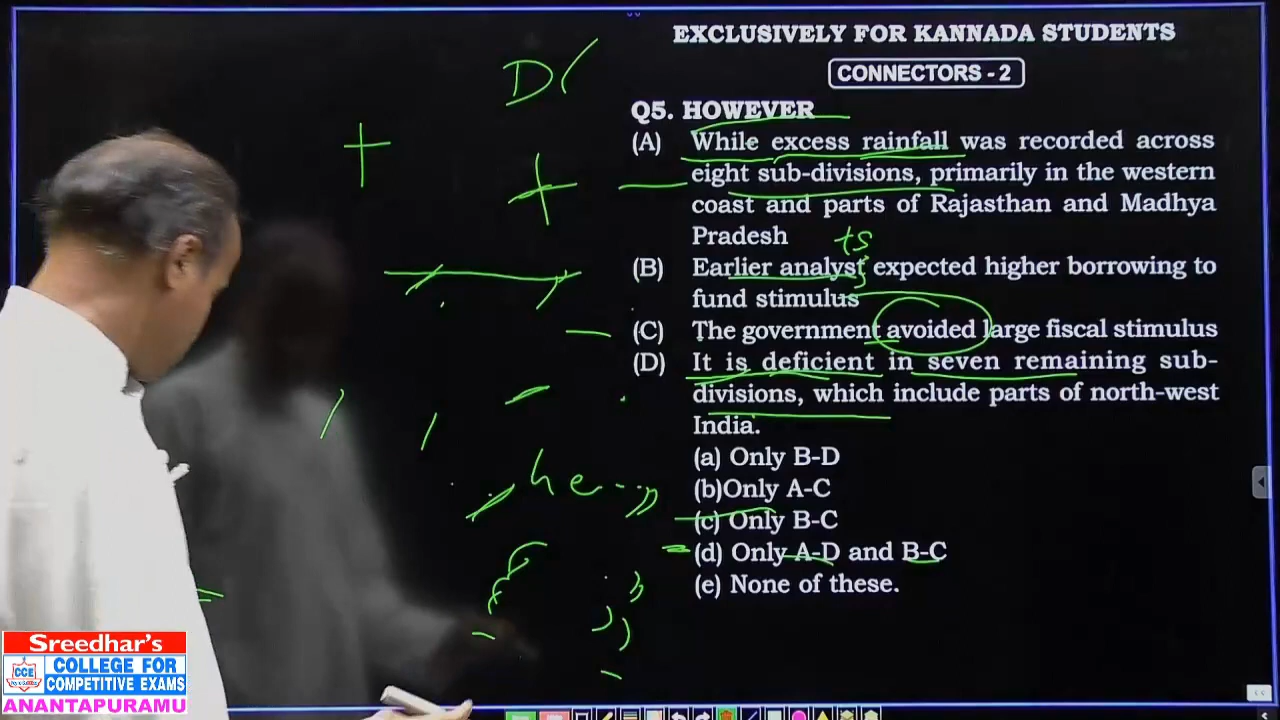 EXCLUSIVELY FOR KANNADA STUDENTS
CONNECTORS - 2
Q5. HOWEVER
(A) While excess rainfall was recorded across
eight sub-divisions, primarily in the western
coast and parts of Rajasthan and Madhya
Pradesh
ts
(B) Earlier analyst expected higher borrowing to
fund stimulus
(C) The government avoided large fiscal stimulus
(D) It is deficient in seven remaining sub-
divisions, which include parts of north-west
India.
(a) Only B-D
(b)Only A-C
(c) Only B-C
(d) Only A-D and B-C
(e) None of these.
he
Sreedhar's
CCE
COLLEGE FOR
COMPETITIVE EXAMS
ANANTAPURAMU